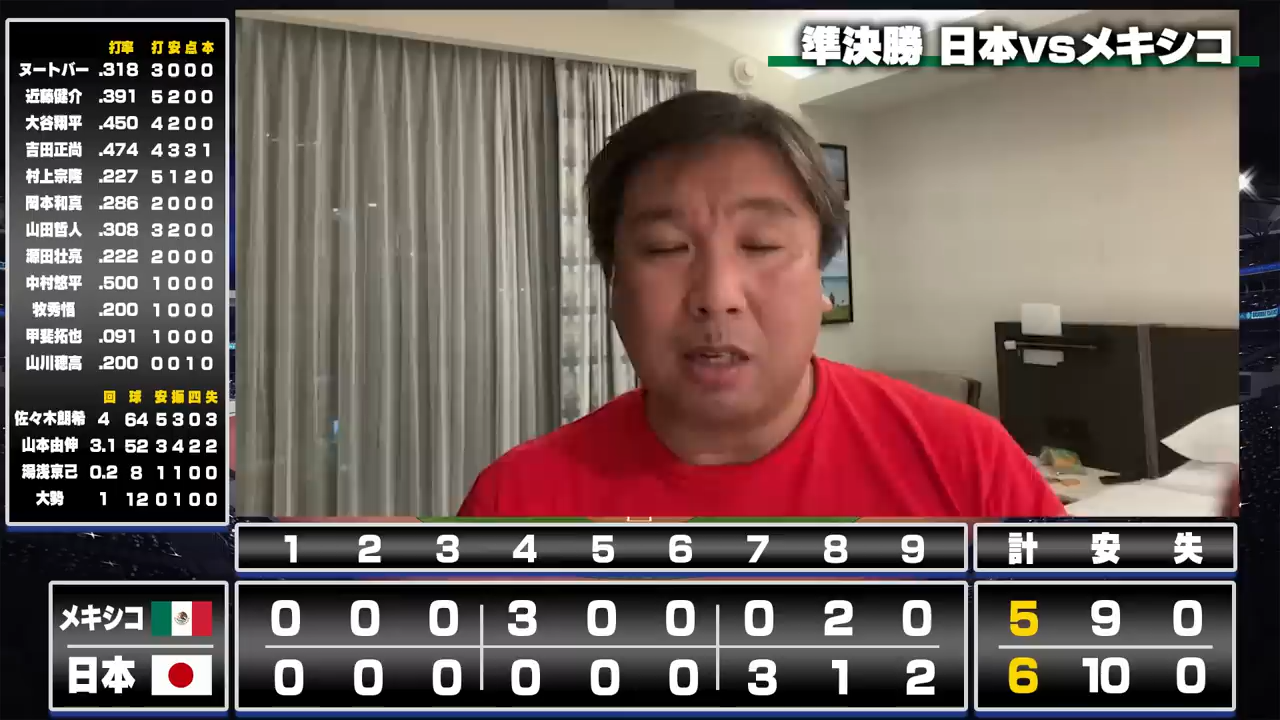 準決勝 日本vsメキシコ
打率 打 安 点 本
ヌートバー .318 3 0 0 0
近藤健介 .391 5 2 0 0
大谷翔平 .450 4 2 0 0
吉田正尚 .474 4 3 3 1
村上宗隆 .227 5 1 2 0
岡本和真 .286 2 0 0 0
山田哲人 .308 3 2 0 0
源田壮亮 .222 2 0 0 0
中村悠平 .500 1 0 0 0
牧秀悟 .200 1 0 0 0
甲斐拓也 .091 1 0 0 0
山川穂高 .200 0 0 1 0
回 球 安 振 四 失
佐々木朗希 4 64 5 3 0 3
山本由伸 3.1 52 3 4 2 2
湯浅京己 0.2 8 1 1 0 0
大勢 1 12 0 1 0 0
1 2 3 4 5 6 7 8 9 計 安 失
メキシコ 0 0 0 3 0 0 0 2 0 5 9 0
日本 0 0 0 0 0 0 3 1 2 6 10 0